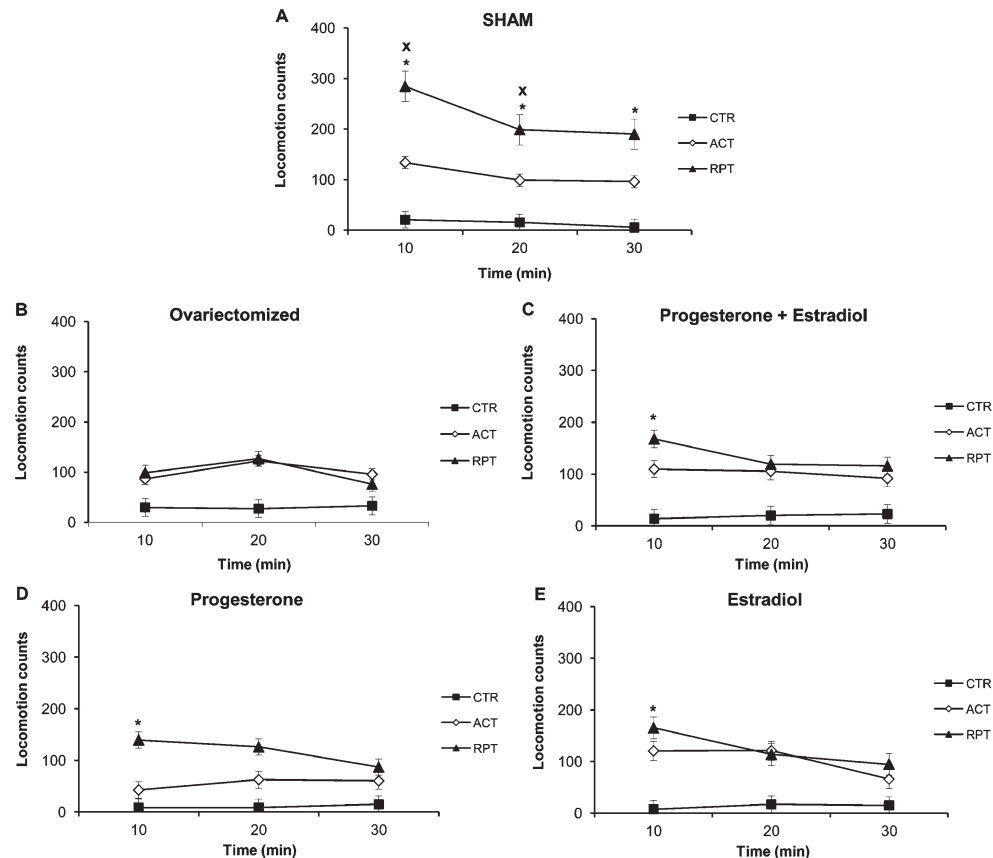 A
SHAM
Locomotion counts
400
300
200
100
0
x
*
x
*
*
10
20
30
Time (min)
CTR
ACT
RPT
B
Ovariectomized
Locomotion counts
400
300
200
100
0
10
20
30
Time (min)
CTR
ACT
RPT
C
Progesterone + Estradiol
Locomotion counts
400
300
200
100
0
*
10
20
30
Time (min)
CTR
ACT
RPT
D
Progesterone
Locomotion counts
400
300
200
100
0
*
10
20
30
Time (min)
CTR
ACT
RPT
E
Estradiol
Locomotion counts
400
300
200
100
0
*
10
20
30
Time (min)
CTR
ACT
RPT